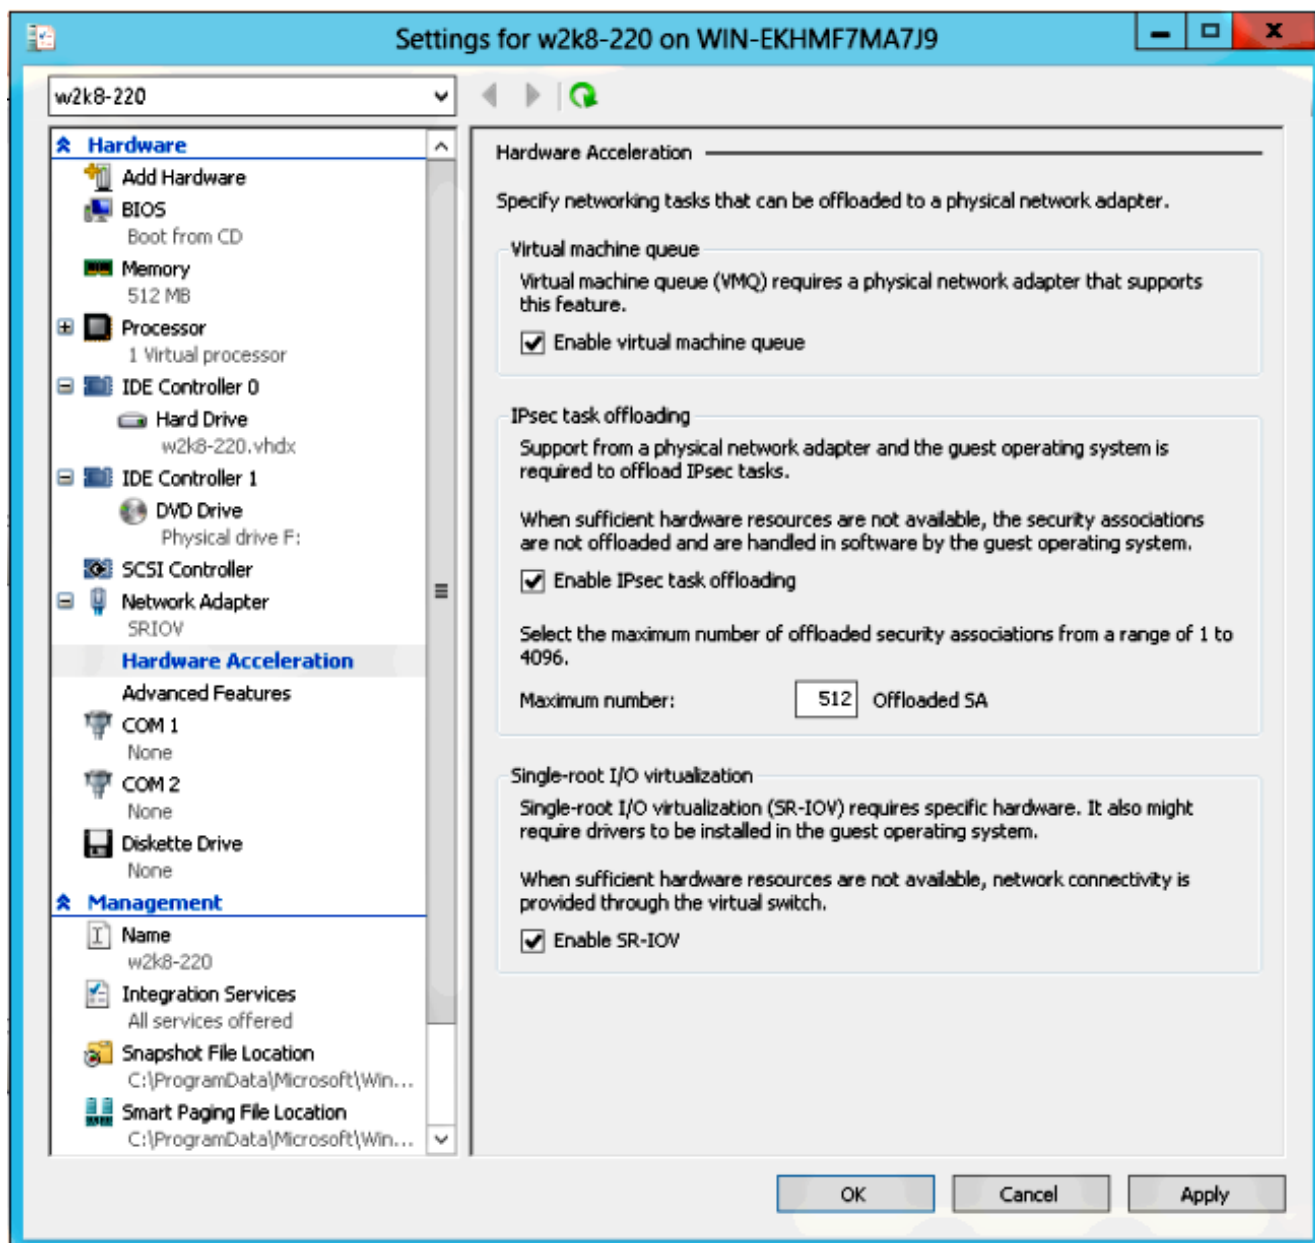 Settings for w2k8-220 on WIN-EKHMF7MA7J9
w2k8-220
Hardware
Add Hardware
BIOS
Boot from CD
Memory
512 MB
Processor
1 Virtual processor
IDE Controller 0
Hard Drive
w2k8-220.vhdx
IDE Controller 1
DVD Drive
Physical drive F:
SCSI Controller
Network Adapter
SRIOV
Hardware Acceleration
Advanced Features
COM 1
None
COM 2
None
Diskette Drive
None
Management
Name
w2k8-220
Integration Services
All services offered
Snapshot File Location
C:\ProgramData\Microsoft\Win...
Smart Paging File Location
C:\ProgramData\Microsoft\Win...
Hardware Acceleration
Specify networking tasks that can be offloaded to a physical network adapter.
Virtual machine queue
Virtual machine queue (VMQ) requires a physical network adapter that supports
this feature.
Enable virtual machine queue
IPsec task offloading
Support from a physical network adapter and the guest operating system is
required to offload IPsec tasks.
When sufficient hardware resources are not available, the security associations
are not offloaded and are handled in software by the guest operating system.
Enable IPsec task offloading
Select the maximum number of offloaded security associations from a range of 1 to
4096.
Maximum number: 512 Offloaded SA
Single-root I/O virtualization
Single-root I/O virtualization (SR-IOV) requires specific hardware. It also might
require drivers to be installed in the guest operating system.
When sufficient hardware resources are not available, network connectivity is
provided through the virtual switch.
Enable SR-IOV
OK Cancel Apply